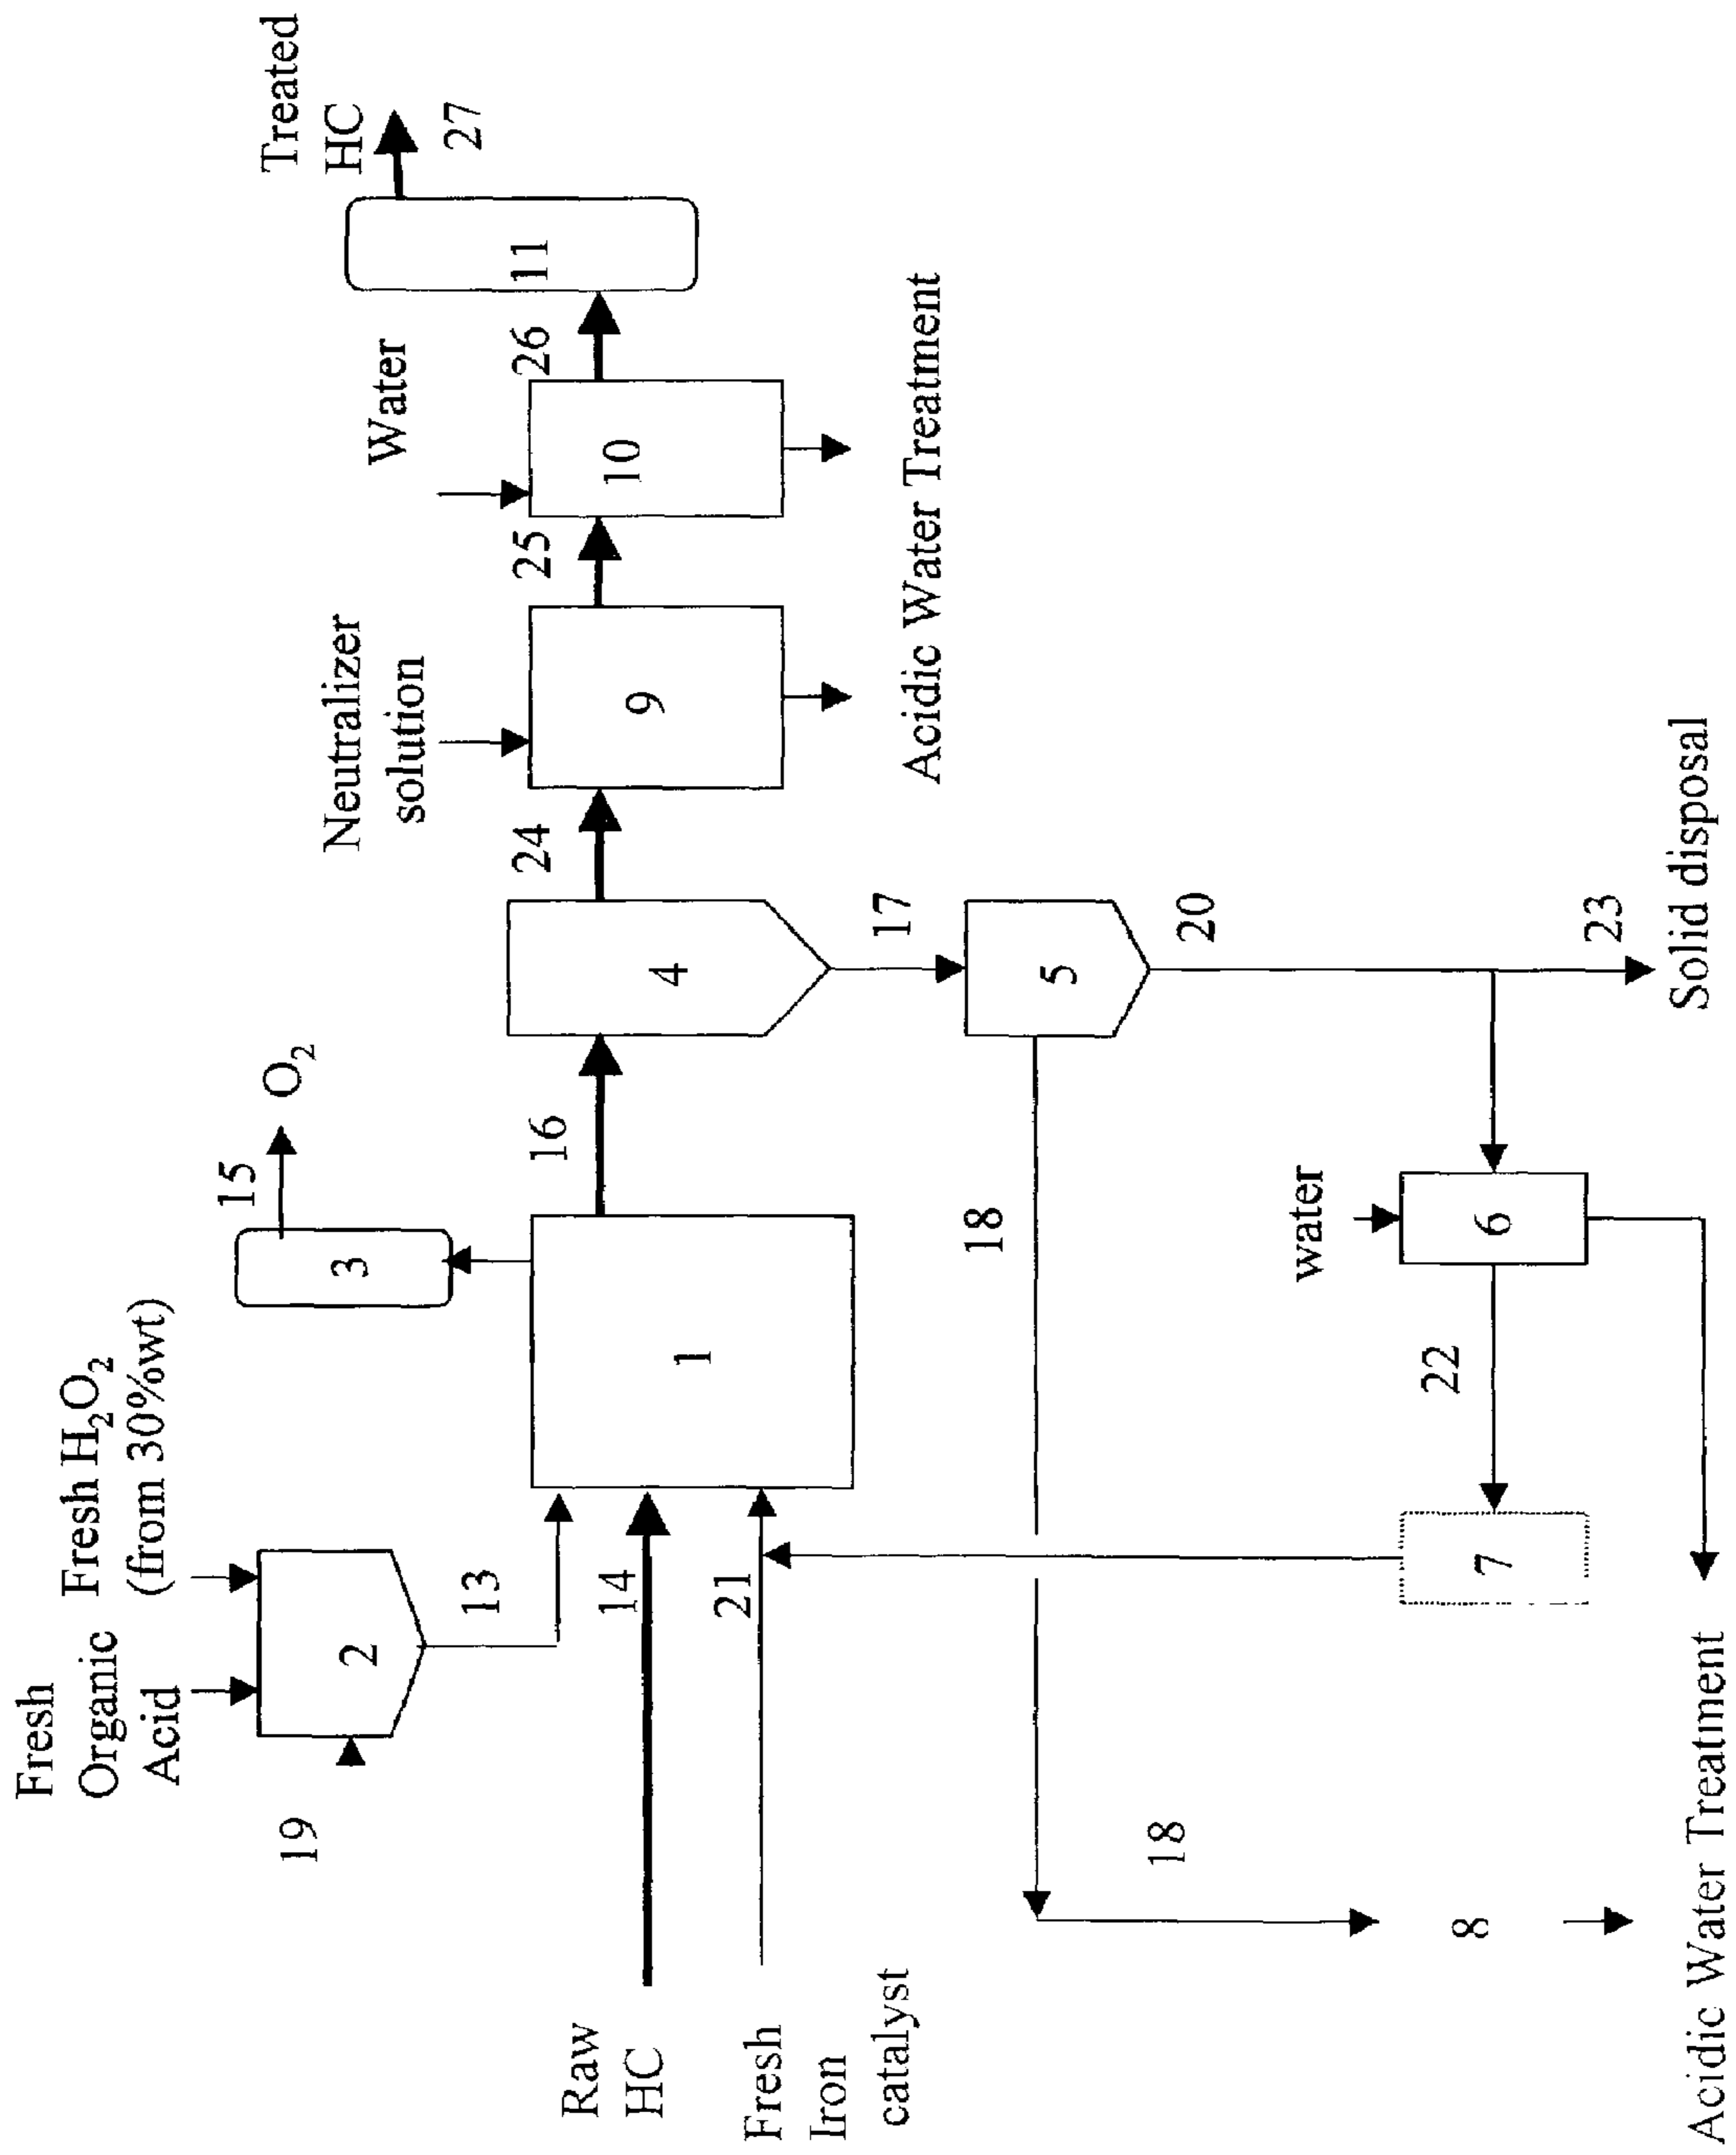 Fresh
Organic
Acid
Fresh H₂O₂
(from 30%wt)
19
2
13
15
O₂
3
Raw
HC
14
1
16
Fresh
Iron
catalyst
21
4
24
Neutralizer
solution
9
25
Water
10
26
11
Treated
HC
27
Acidic Water Treatment
17
5
18
20
18
8
water
6
22
7
23
Solid disposal
Acidic Water Treatment